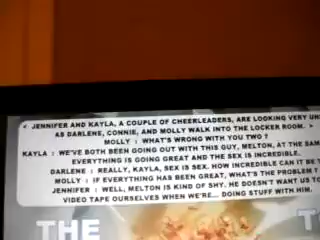 < JENNIFER AND KAYLA, A COUPLE OF CHEERLEADERS, ARE LOOKING VERY
AS DARLENE, CONNIE, AND MOLLY WALK INTO THE LOCKER ROOM. >
MOLLY : WHAT'S WRONG WITH YOU TWO ?
KAYLA : WE'VE BOTH BEEN GOING OUT WITH THIS GUY, MELTON, AT THE
EVERYTHING IS GOING GREAT AND THE SEX IS INCREDIBLE.
DARLENE : REALLY, KAYLA, SEX IS SEX. HOW INCREDIBLE CAN IT BE
MOLLY : IF EVERYTHING HAS BEEN GREAT, WHAT'S THE PROBLEM ?
JENNIFER : WELL, MELTON IS KIND OF SHY. HE DOESN'T WANT US TO
VIDEO TAPE OURSELVES WHEN WE'RE... DOING STUFF WITH HIM.
THE